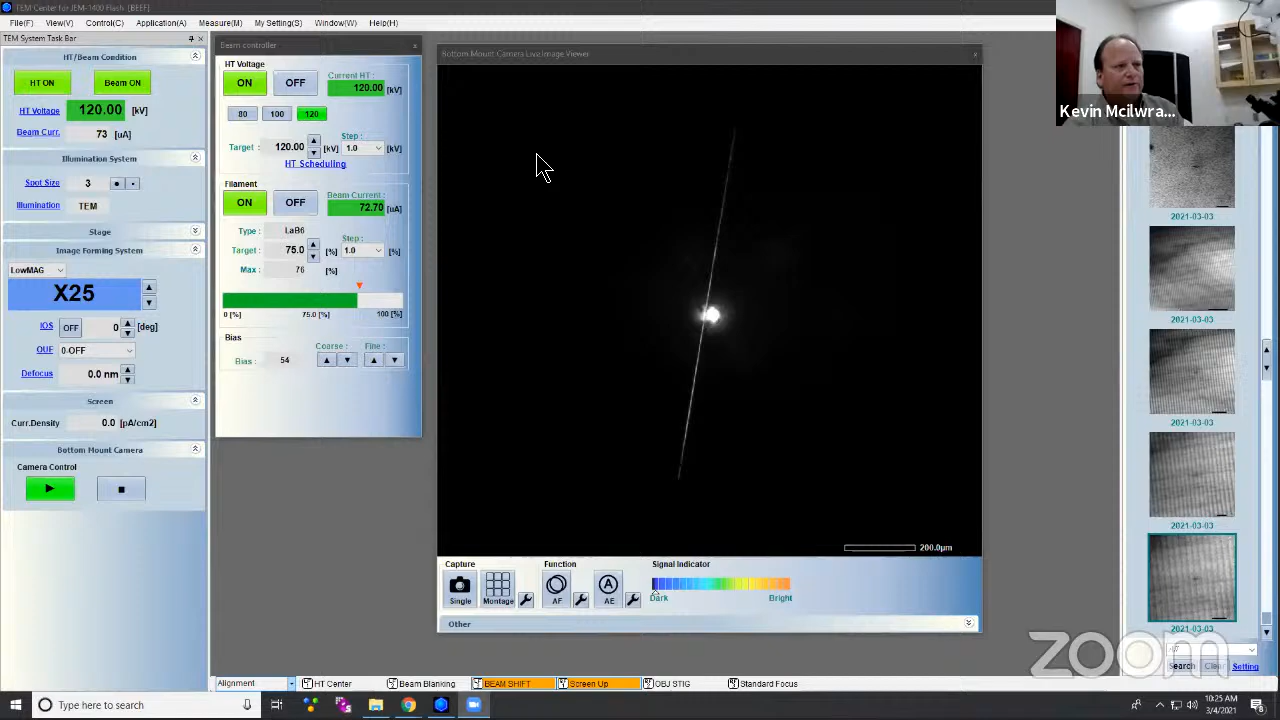 TEM Center for JEM-1400 Flash [BEEF]
File(F) View(V) Acquisition(A) Measure(M) My Setting(S) Window(W) Help(H)
TEM System Task Bar
HT/Beam Condition
HT ON Beam ON
HT Voltage 120.00 [kV]
Beam Curr. 73 [uA]
Illumination System
Spot Size 3
Illumination TEM
Stage
Image Forming System
LowMAG
X25
IOS OFF 0 [deg]
OUF 0-OFF
Defocus 0.0 nm
Screen
Curr.Density 0.0 [pA/cm2]
Bottom Mount Camera
Camera Control
Beam controller
HT Voltage
ON OFF Current HT : 120.00 [kV]
80 100 120
Target : 120.00 [kV] Step : 1.0 [kV]
HT Scheduling
Filament
ON OFF Beam Current : 72.70 [uA]
Type : LaB6
Target : 75.0 [%] Step : 1.0 [%]
Max : 76 [%]
0 [%] 75.0 [%] 100 [%]
Bias
Bias : 54 Coarse : Fine :
Bottom Mount Camera Live Image Viewer
200.0μm
Capture Function Signal Indicator
Single Montage AF A AE Dark Bright
Other
Kevin Mcilwra...
2021-03-03
2021-03-03
2021-03-03
2021-03-03
2021-03-03
All
Search Clear Setting
zoom
Alignment HT Center Beam Blanking BEAM SHIFT Screen Up OBJ STIG Standard Focus
Type here to search
10:25 AM
3/4/2021
8